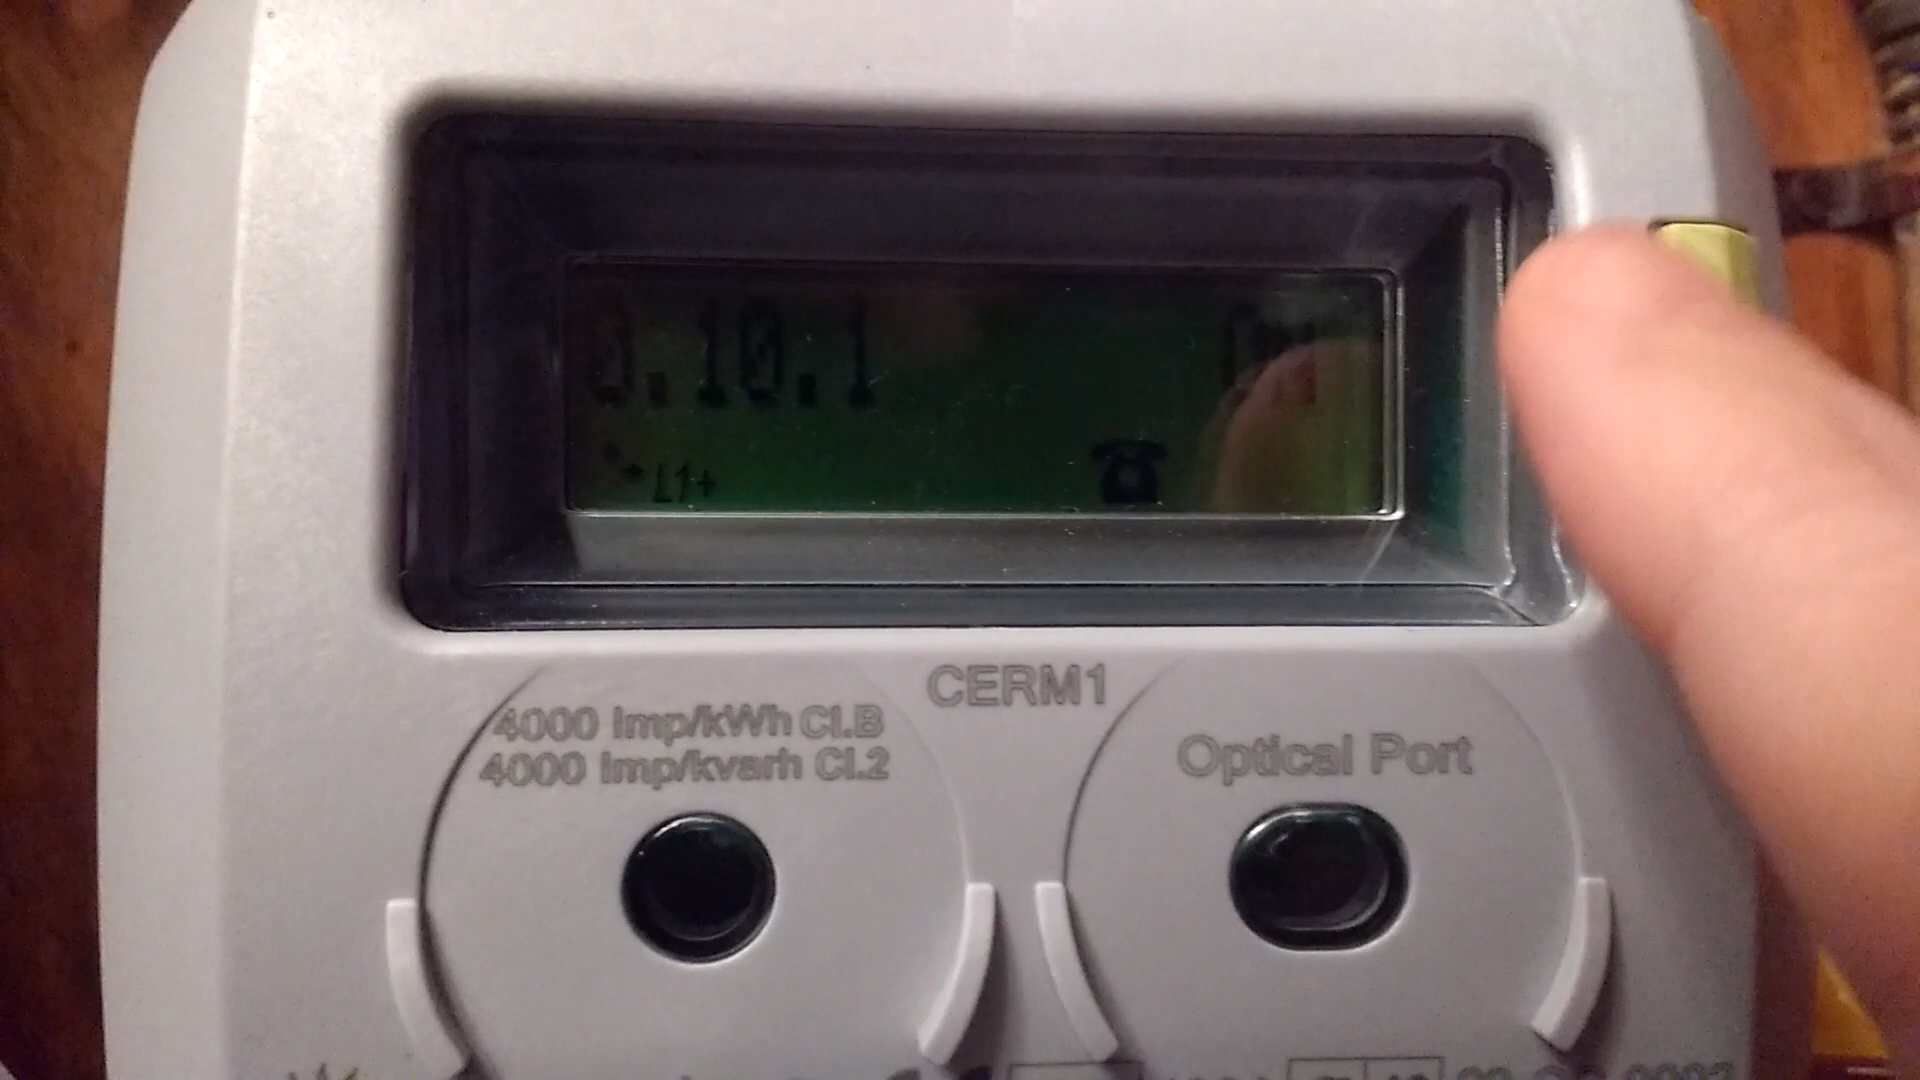 0.10.1
L1+
CERM1
4000 Imp/kWh Cl.B
4000 Imp/kvarh Cl.2
Optical Port